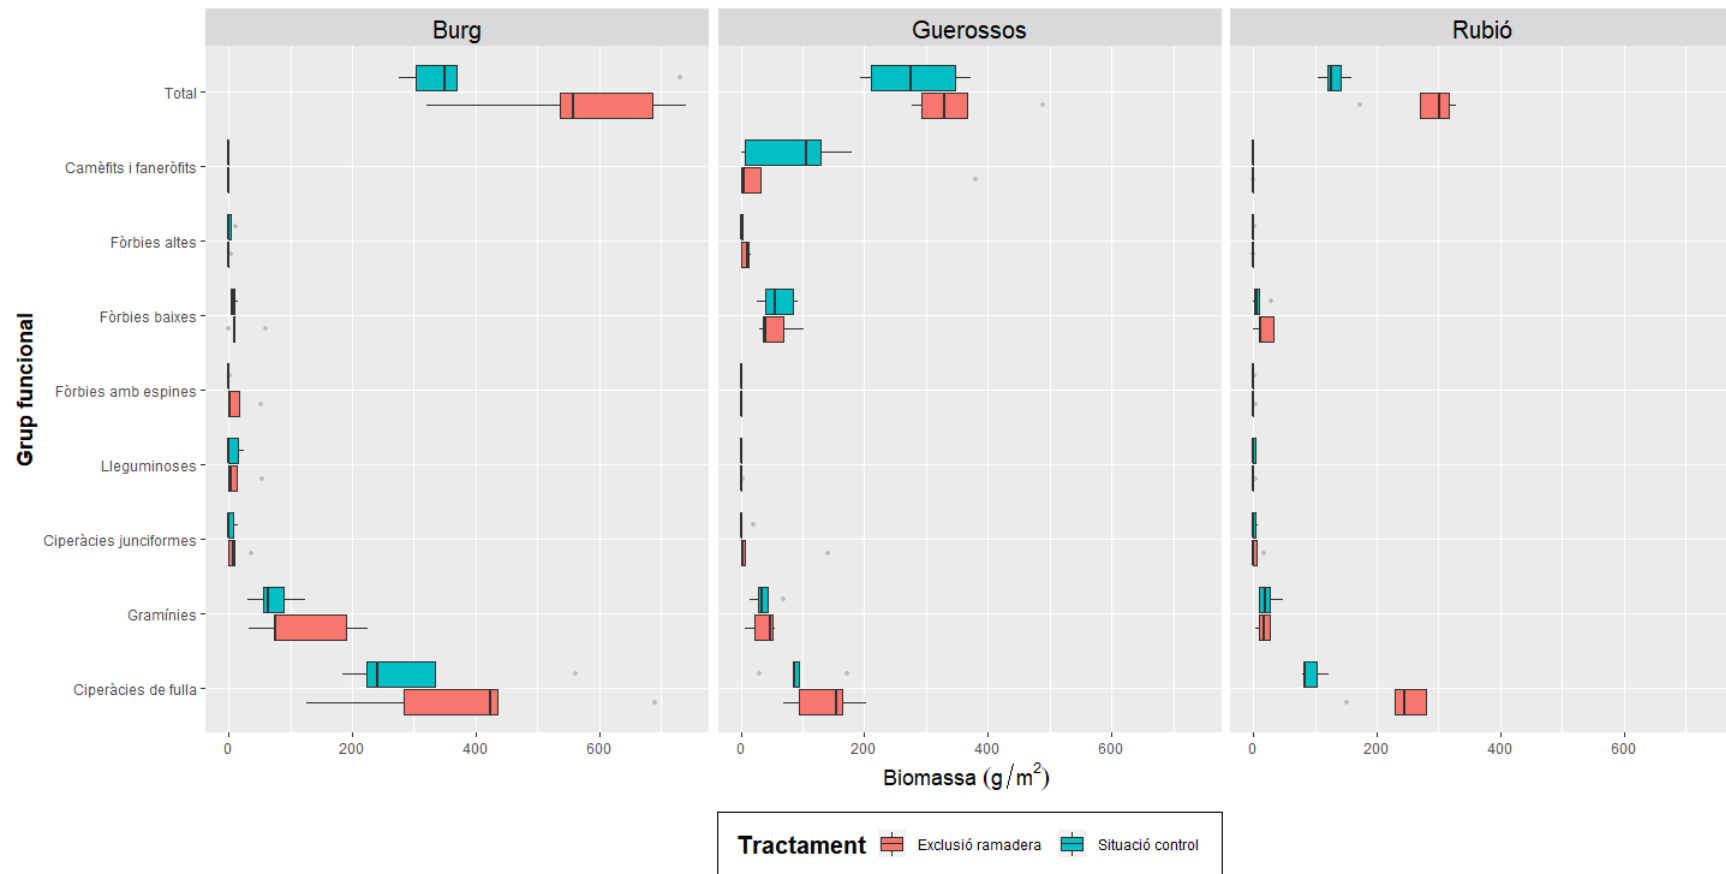 Burg
Guerossos
Rubió
Grup funcional
Total
Camèfits i faneròfits
Fòrbies altes
Fòrbies baixes
Fòrbies amb espines
Lleguminoses
Ciperàcies junciformes
Gramínies
Ciperàcies de fulla
0 200 400 600
0 200 400 600
0 200 400 600
Biomassa (g/m²)
Tractament Exclusió ramadera Situació control